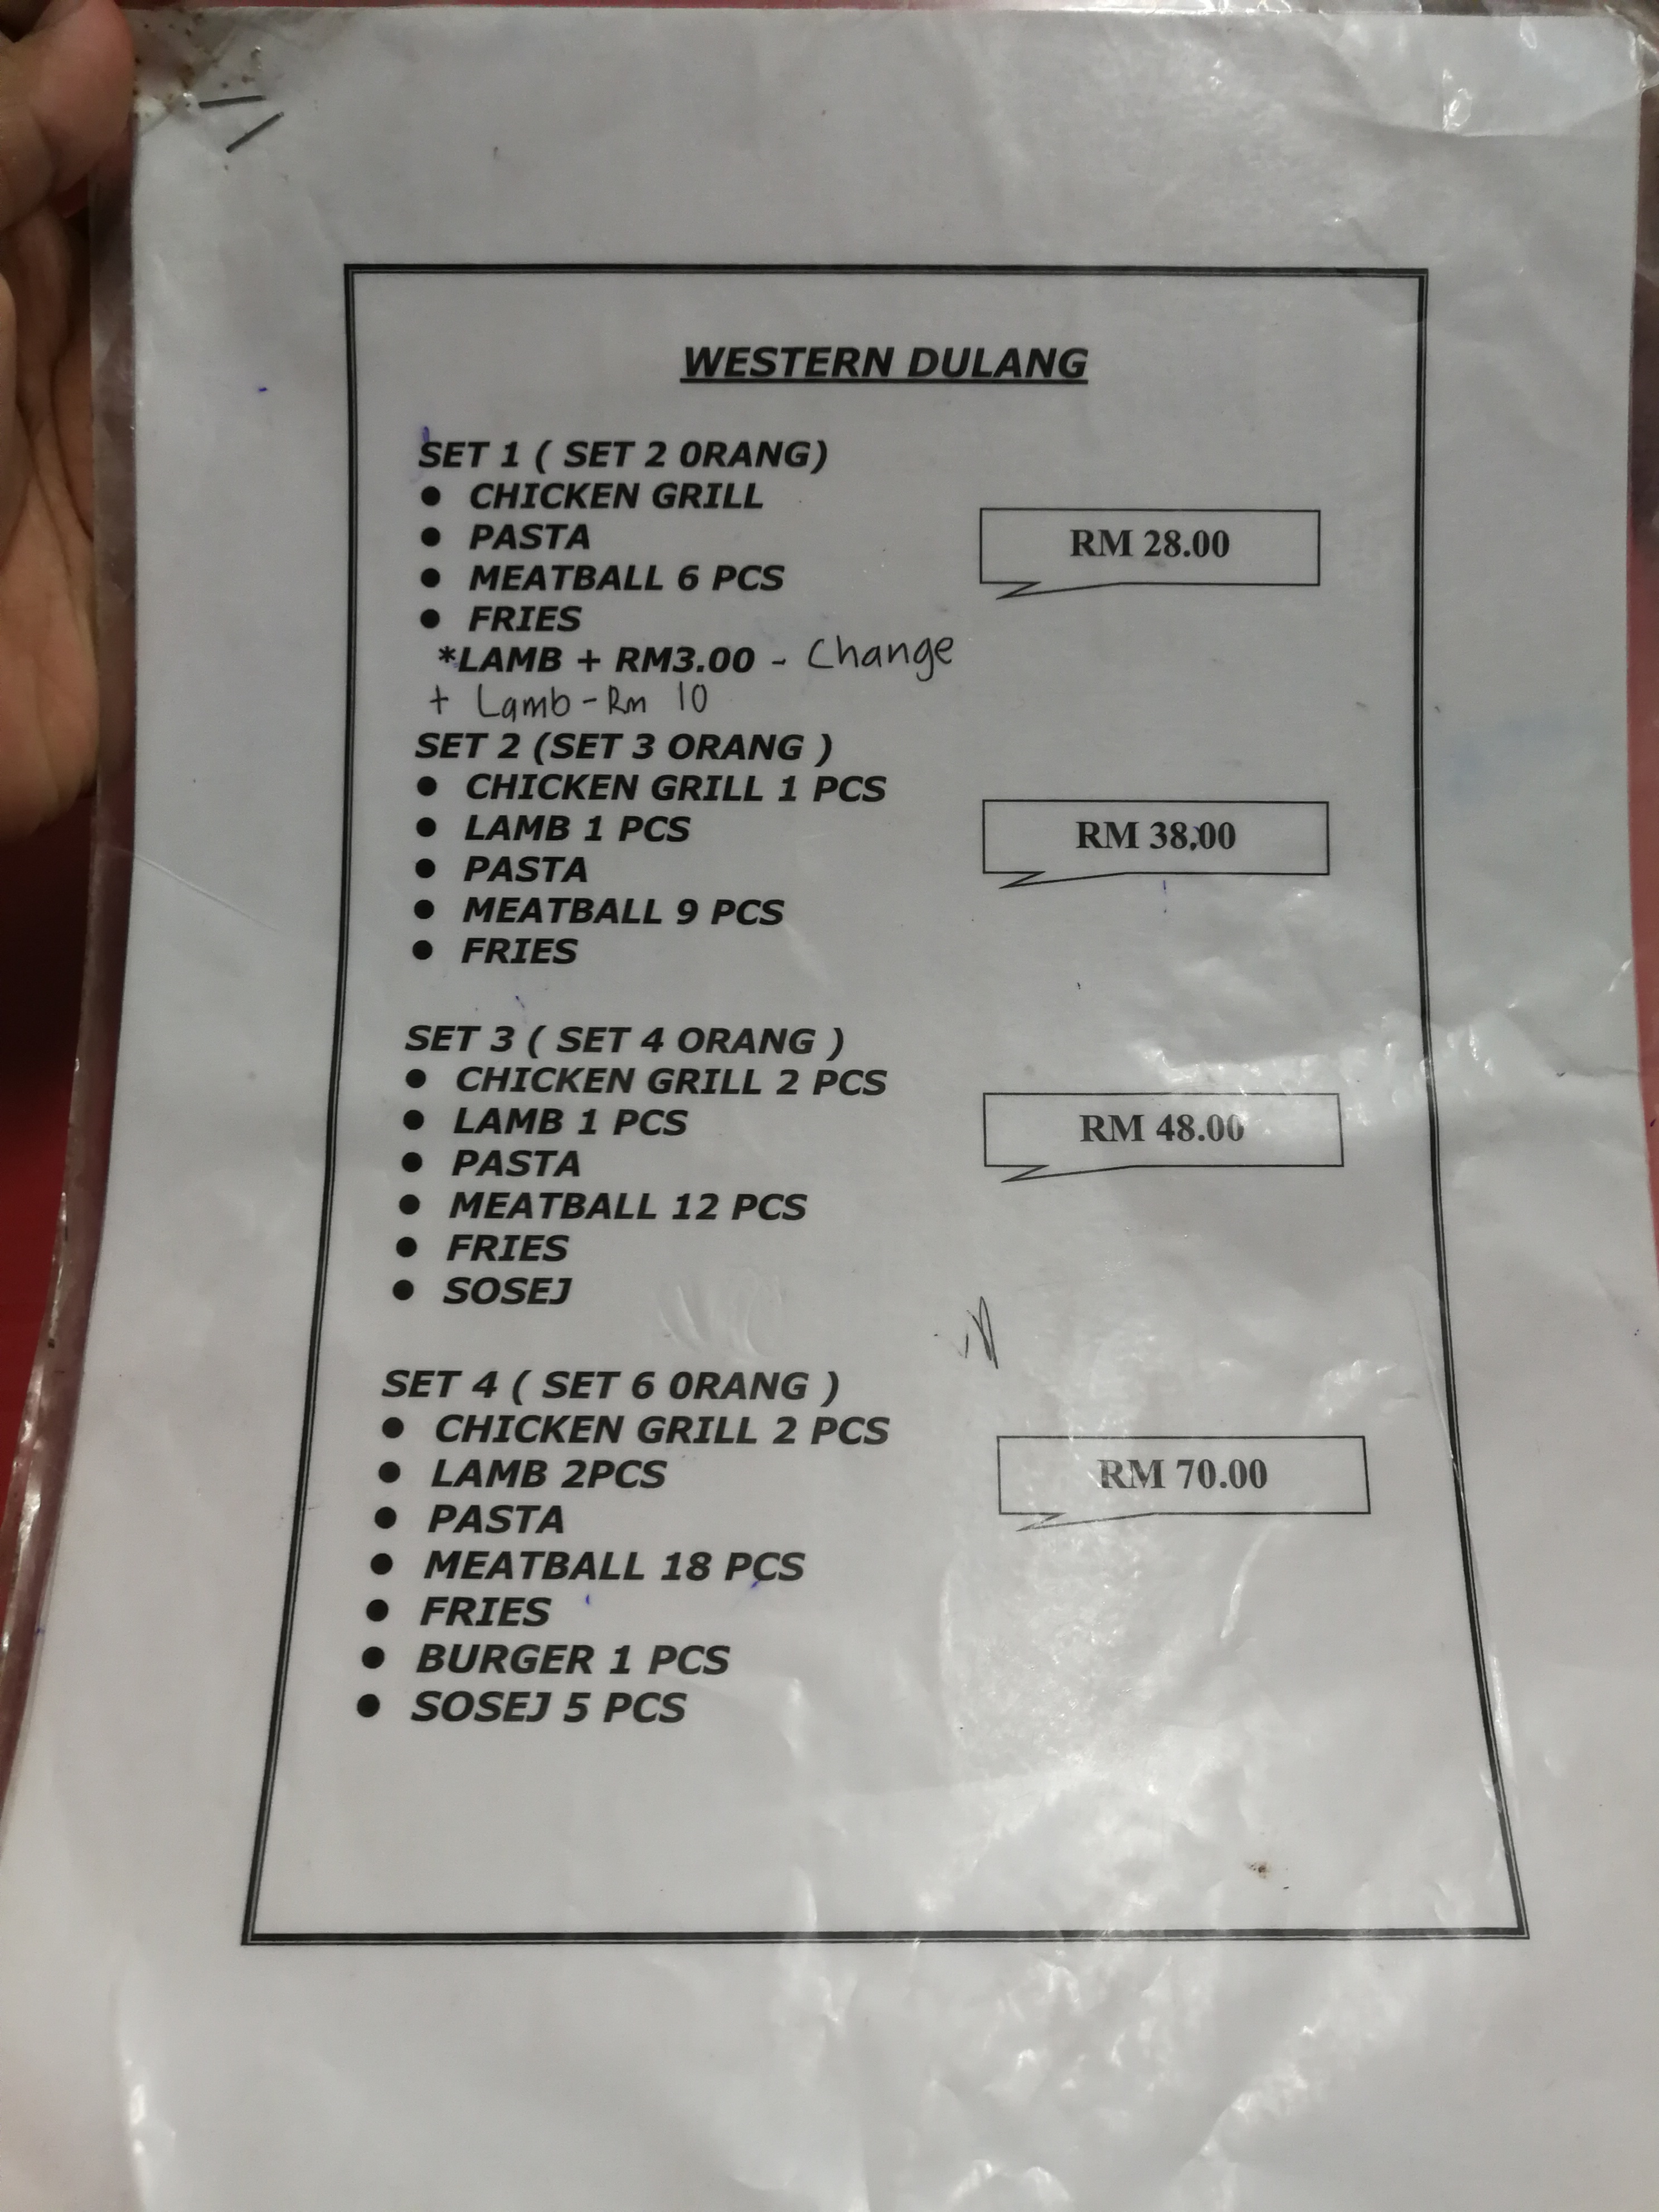 WESTERN DULANG
SET 1 ( SET 2 0RANG)
● CHICKEN GRILL
● PASTA
● MEATBALL 6 PCS
● FRIES
RM 28.00
*LAMB + RM3.00 - Change
+ Lamb - Rm 10
SET 2 (SET 3 ORANG )
● CHICKEN GRILL 1 PCS
● LAMB 1 PCS
● PASTA
● MEATBALL 9 PCS
● FRIES
RM 38.00
SET 3 ( SET 4 ORANG )
● CHICKEN GRILL 2 PCS
● LAMB 1 PCS
● PASTA
● MEATBALL 12 PCS
● FRIES
● SOSEJ
RM 48.00
SET 4 ( SET 6 0RANG )
● CHICKEN GRILL 2 PCS
● LAMB 2PCS
● PASTA
● MEATBALL 18 PCS
● FRIES
● BURGER 1 PCS
● SOSEJ 5 PCS
RM 70.00